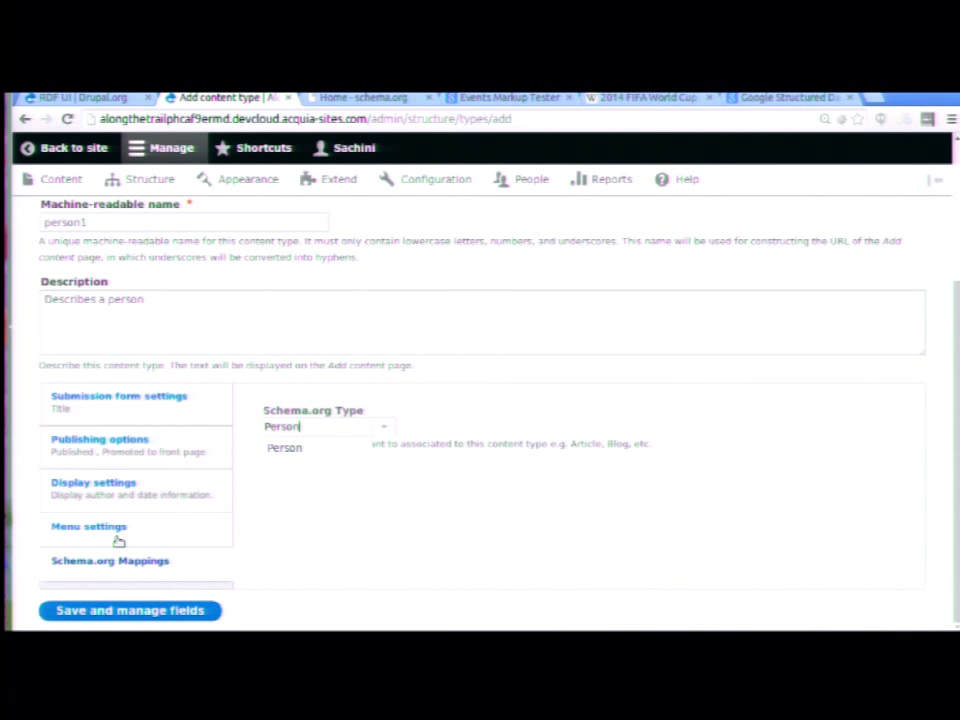 RDF UI | Drupal.org
Add content type | Al
Home - schema.org
Events Markup Tester
2014 FIFA World Cup
Google Structured Da
alongthetrailphcaf9ermd.devcloud.acquia-sites.com/admin/structure/types/add
Back to site
Manage
Shortcuts
Sachini
Content
Structure
Appearance
Extend
Configuration
People
Reports
Help
Machine-readable name *
person1
A unique machine-readable name for this content type. It must only contain lowercase letters, numbers, and underscores. This name will be used for constructing the URL of the Add
content page, in which underscores will be converted into hyphens.
Description
Describes a person
Describe this content type. The text will be displayed on the Add content page.
Submission form settings
Title
Publishing options
Published , Promoted to front page
Display settings
Display author and date information.
Menu settings
Schema.org Mappings
Schema.org Type
Person
Person
nt to associated to this content type e.g. Article, Blog, etc.
Save and manage fields